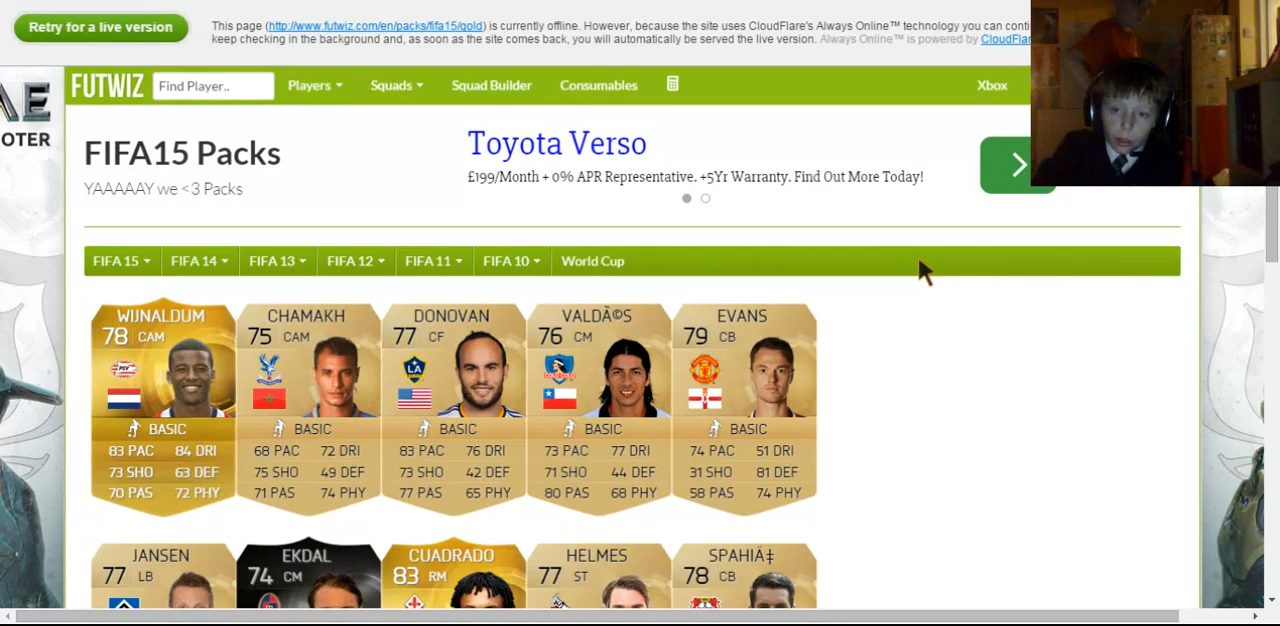 Retry for a live version
This page (http://www.futwiz.com/en/packs/fifa15/gold) is currently offline. However, because the site uses CloudFlare's Always Online™ technology you can conti
keep checking in the background and, as soon as the site comes back, you will automatically be served the live version. Always Online™ is powered by CloudFlar
AE
OTER
FUTWIZ Find Player.. Players Squads Squad Builder Consumables Xbox
FIFA15 Packs
YAAAAAY we <3 Packs
Toyota Verso
£199/Month + 0% APR Representative. +5Yr Warranty. Find Out More Today!
FIFA 15 FIFA 14 FIFA 13 FIFA 12 FIFA 11 FIFA 10 World Cup
WIJNALDUM CHAMAKH DONOVAN VALDÃ©S EVANS
78 CAM 75 CAM 77 CF 76 CM 79 CB
PSV LA
BASIC BASIC BASIC BASIC BASIC
83 PAC 84 DRI 68 PAC 72 DRI 83 PAC 76 DRI 73 PAC 77 DRI 74 PAC 51 DRI
73 SHO 63 DEF 75 SHO 49 DEF 73 SHO 42 DEF 71 SHO 44 DEF 31 SHO 81 DEF
70 PAS 72 PHY 71 PAS 74 PHY 77 PAS 65 PHY 80 PAS 68 PHY 58 PAS 74 PHY
JANSEN EKDAL CUADRADO HELMES SPAHIÄ‡
77 LB 74 CM 83 RM 77 ST 78 CB